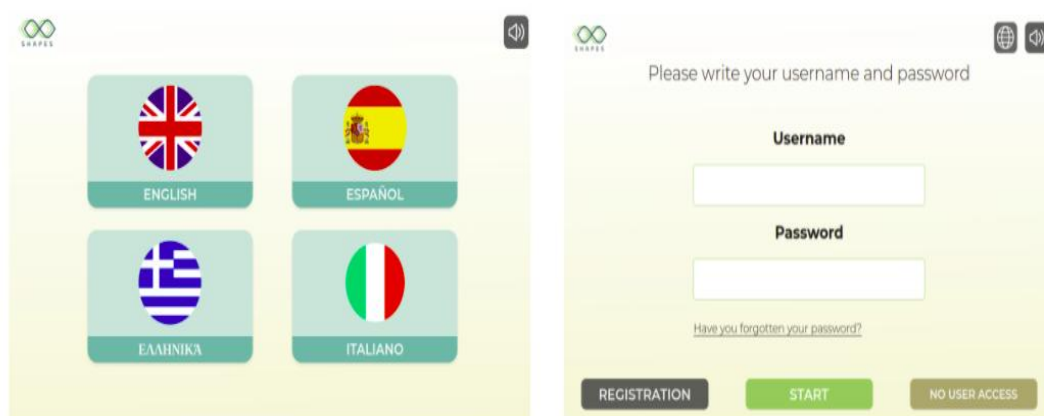 SHAPES
ENGLISH
ESPAÑOL
ΕΛΛΗΝΙΚΆ
ITALIANO
SHAPES
Please write your username and password
Username
Password
Have you forgotten your password?
REGISTRATION
START
NO USER ACCESS